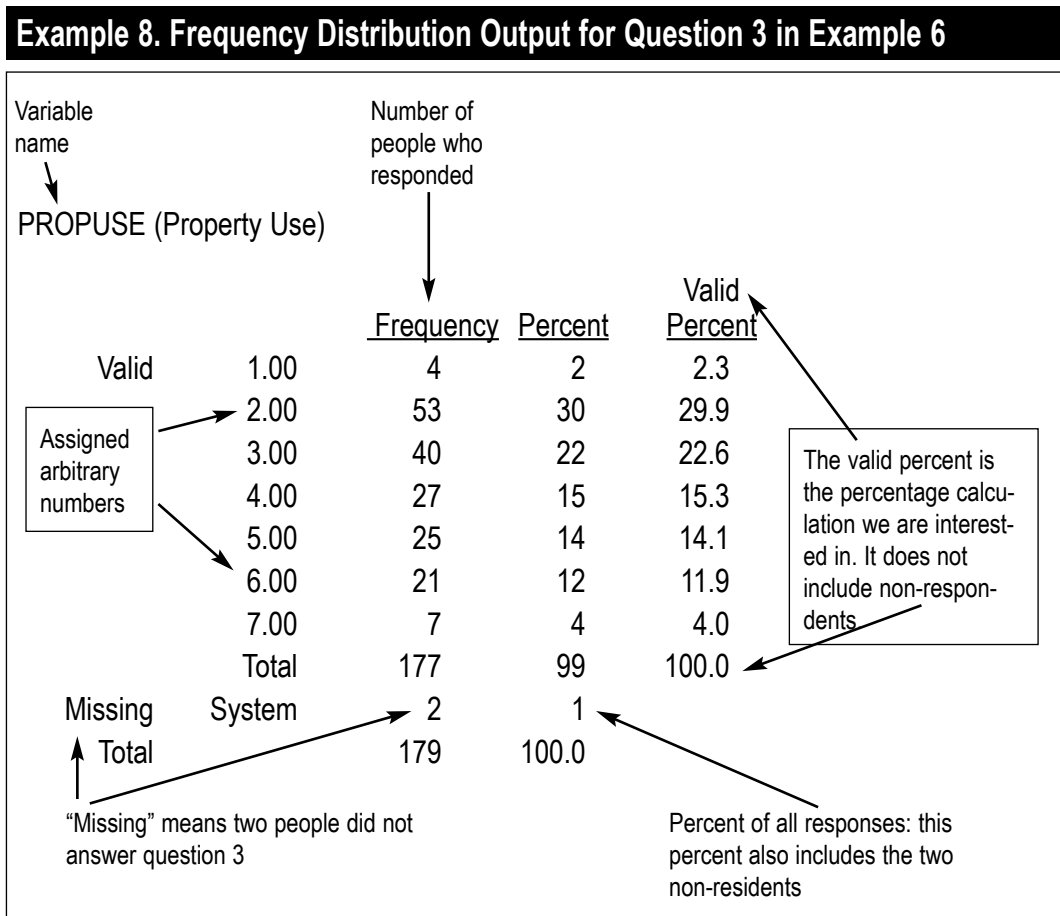 Example 8. Frequency Distribution Output for Question 3 in Example 6
Variable
name
Number of
people who
responded
PROPUSE (Property Use)
Valid
Frequency Percent Percent
Valid 1.00 4 2 2.3
2.00 53 30 29.9
3.00 40 22 22.6
4.00 27 15 15.3
5.00 25 14 14.1
6.00 21 12 11.9
7.00 7 4 4.0
Total 177 99 100.0
Missing System 2 1
Total 179 100.0
Assigned
arbitrary
numbers
The valid percent is
the percentage calcu-
lation we are interest-
ed in. It does not
include non-respon-
dents
“Missing” means two people did not
answer question 3
Percent of all responses: this
percent also includes the two
non-residents